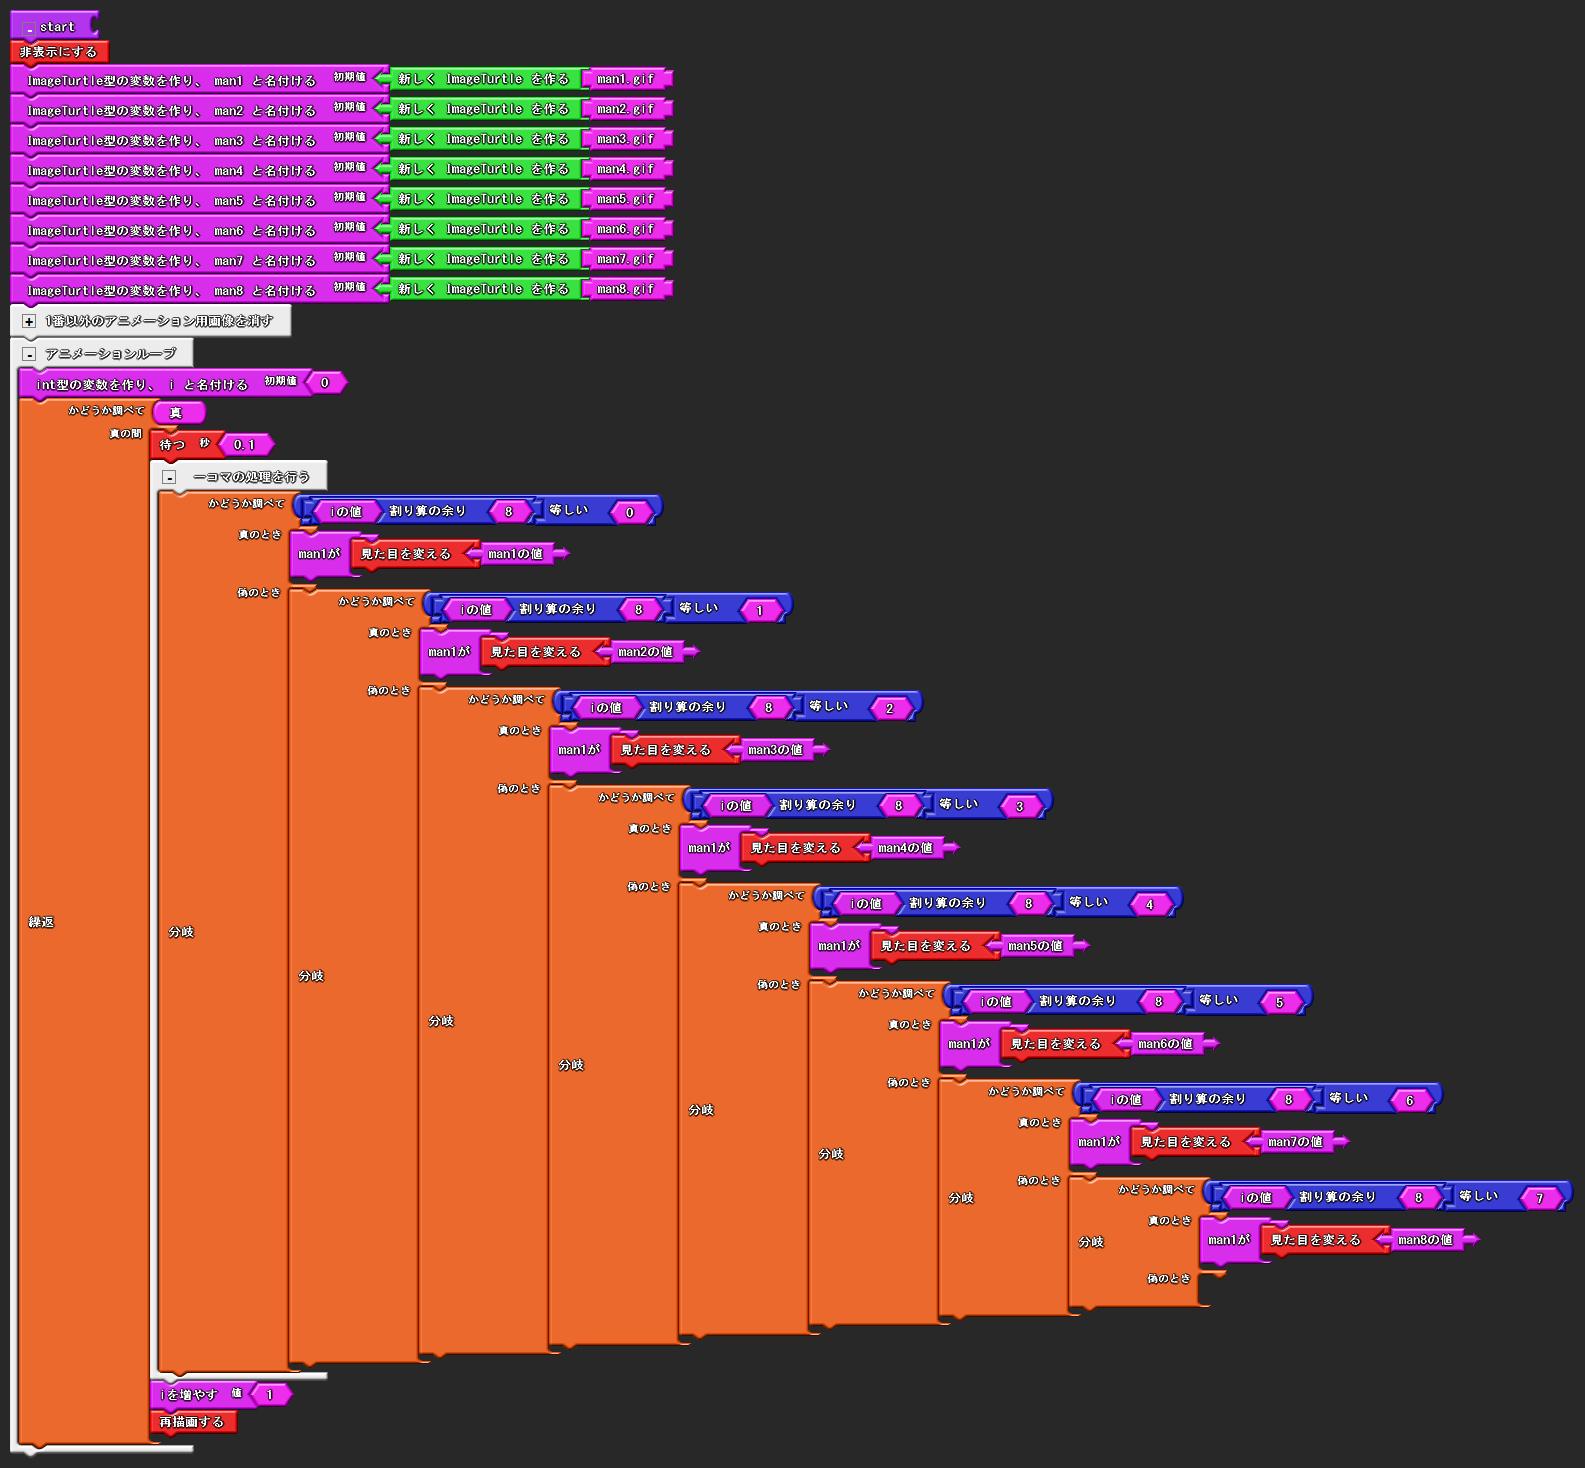 - start
非表示にする
ImageTurtle型の変数を作り、 man1 と名付ける 初期値 新しく ImageTurtle を作る man1.gif
ImageTurtle型の変数を作り、 man2 と名付ける 初期値 新しく ImageTurtle を作る man2.gif
ImageTurtle型の変数を作り、 man3 と名付ける 初期値 新しく ImageTurtle を作る man3.gif
ImageTurtle型の変数を作り、 man4 と名付ける 初期値 新しく ImageTurtle を作る man4.gif
ImageTurtle型の変数を作り、 man5 と名付ける 初期値 新しく ImageTurtle を作る man5.gif
ImageTurtle型の変数を作り、 man6 と名付ける 初期値 新しく ImageTurtle を作る man6.gif
ImageTurtle型の変数を作り、 man7 と名付ける 初期値 新しく ImageTurtle を作る man7.gif
ImageTurtle型の変数を作り、 man8 と名付ける 初期値 新しく ImageTurtle を作る man8.gif
+ 1番以外のアニメーション用画像を消す
- アニメーションループ
int型の変数を作り、 i と名付ける 初期値 0
かどうか調べて 真
真の間
待つ 秒 0.1
- 一コマの処理を行う
かどうか調べて iの値 割り算の余り 8 等しい 0
真のとき
man1が 見た目を変える man1の値
偽のとき
かどうか調べて iの値 割り算の余り 8 等しい 1
真のとき
man1が 見た目を変える man2の値
偽のとき
かどうか調べて iの値 割り算の余り 8 等しい 2
真のとき
man1が 見た目を変える man3の値
偽のとき
かどうか調べて iの値 割り算の余り 8 等しい 3
真のとき
man1が 見た目を変える man4の値
偽のとき
かどうか調べて iの値 割り算の余り 8 等しい 4
繰返
分岐
真のとき
man1が 見た目を変える man5の値
分岐
偽のとき
かどうか調べて iの値 割り算の余り 8 等しい 5
分岐
真のとき
man1が 見た目を変える man6の値
分岐
偽のとき
かどうか調べて iの値 割り算の余り 8 等しい 6
分岐
真のとき
man1が 見た目を変える man7の値
分岐
偽のとき
かどうか調べて iの値 割り算の余り 8 等しい 7
分岐
真のとき
man1が 見た目を変える man8の値
分岐
偽のとき
iを増やす 値 1
再描画する